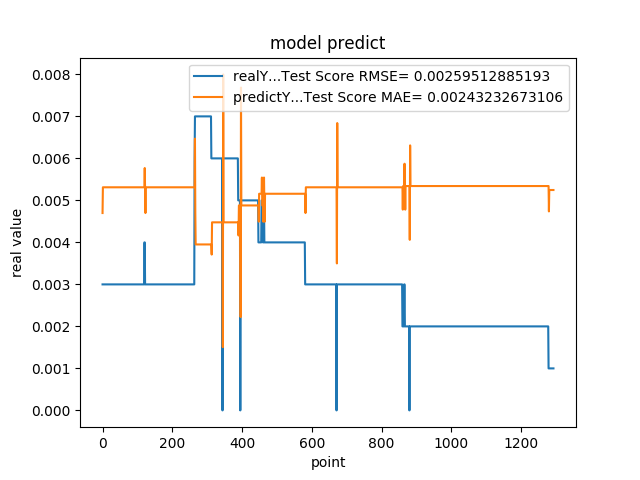 model predict
realY...Test Score RMSE= 0.00259512885193
predictY...Test Score MAE= 0.00243232673106
0.008
0.007
0.006
0.005
0.004
0.003
0.002
0.001
0.000
real value
0 200 400 600 800 1000 1200
point